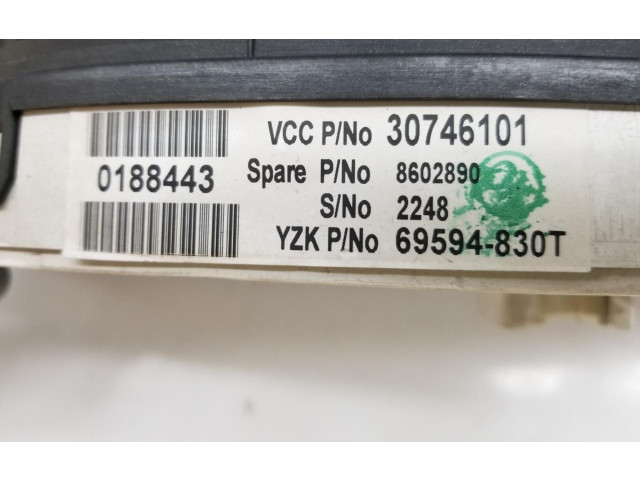 0188443
VCC P/No 30746101
Spare P/No 8602890
S/No 2248
YZK P/No 69594-830T